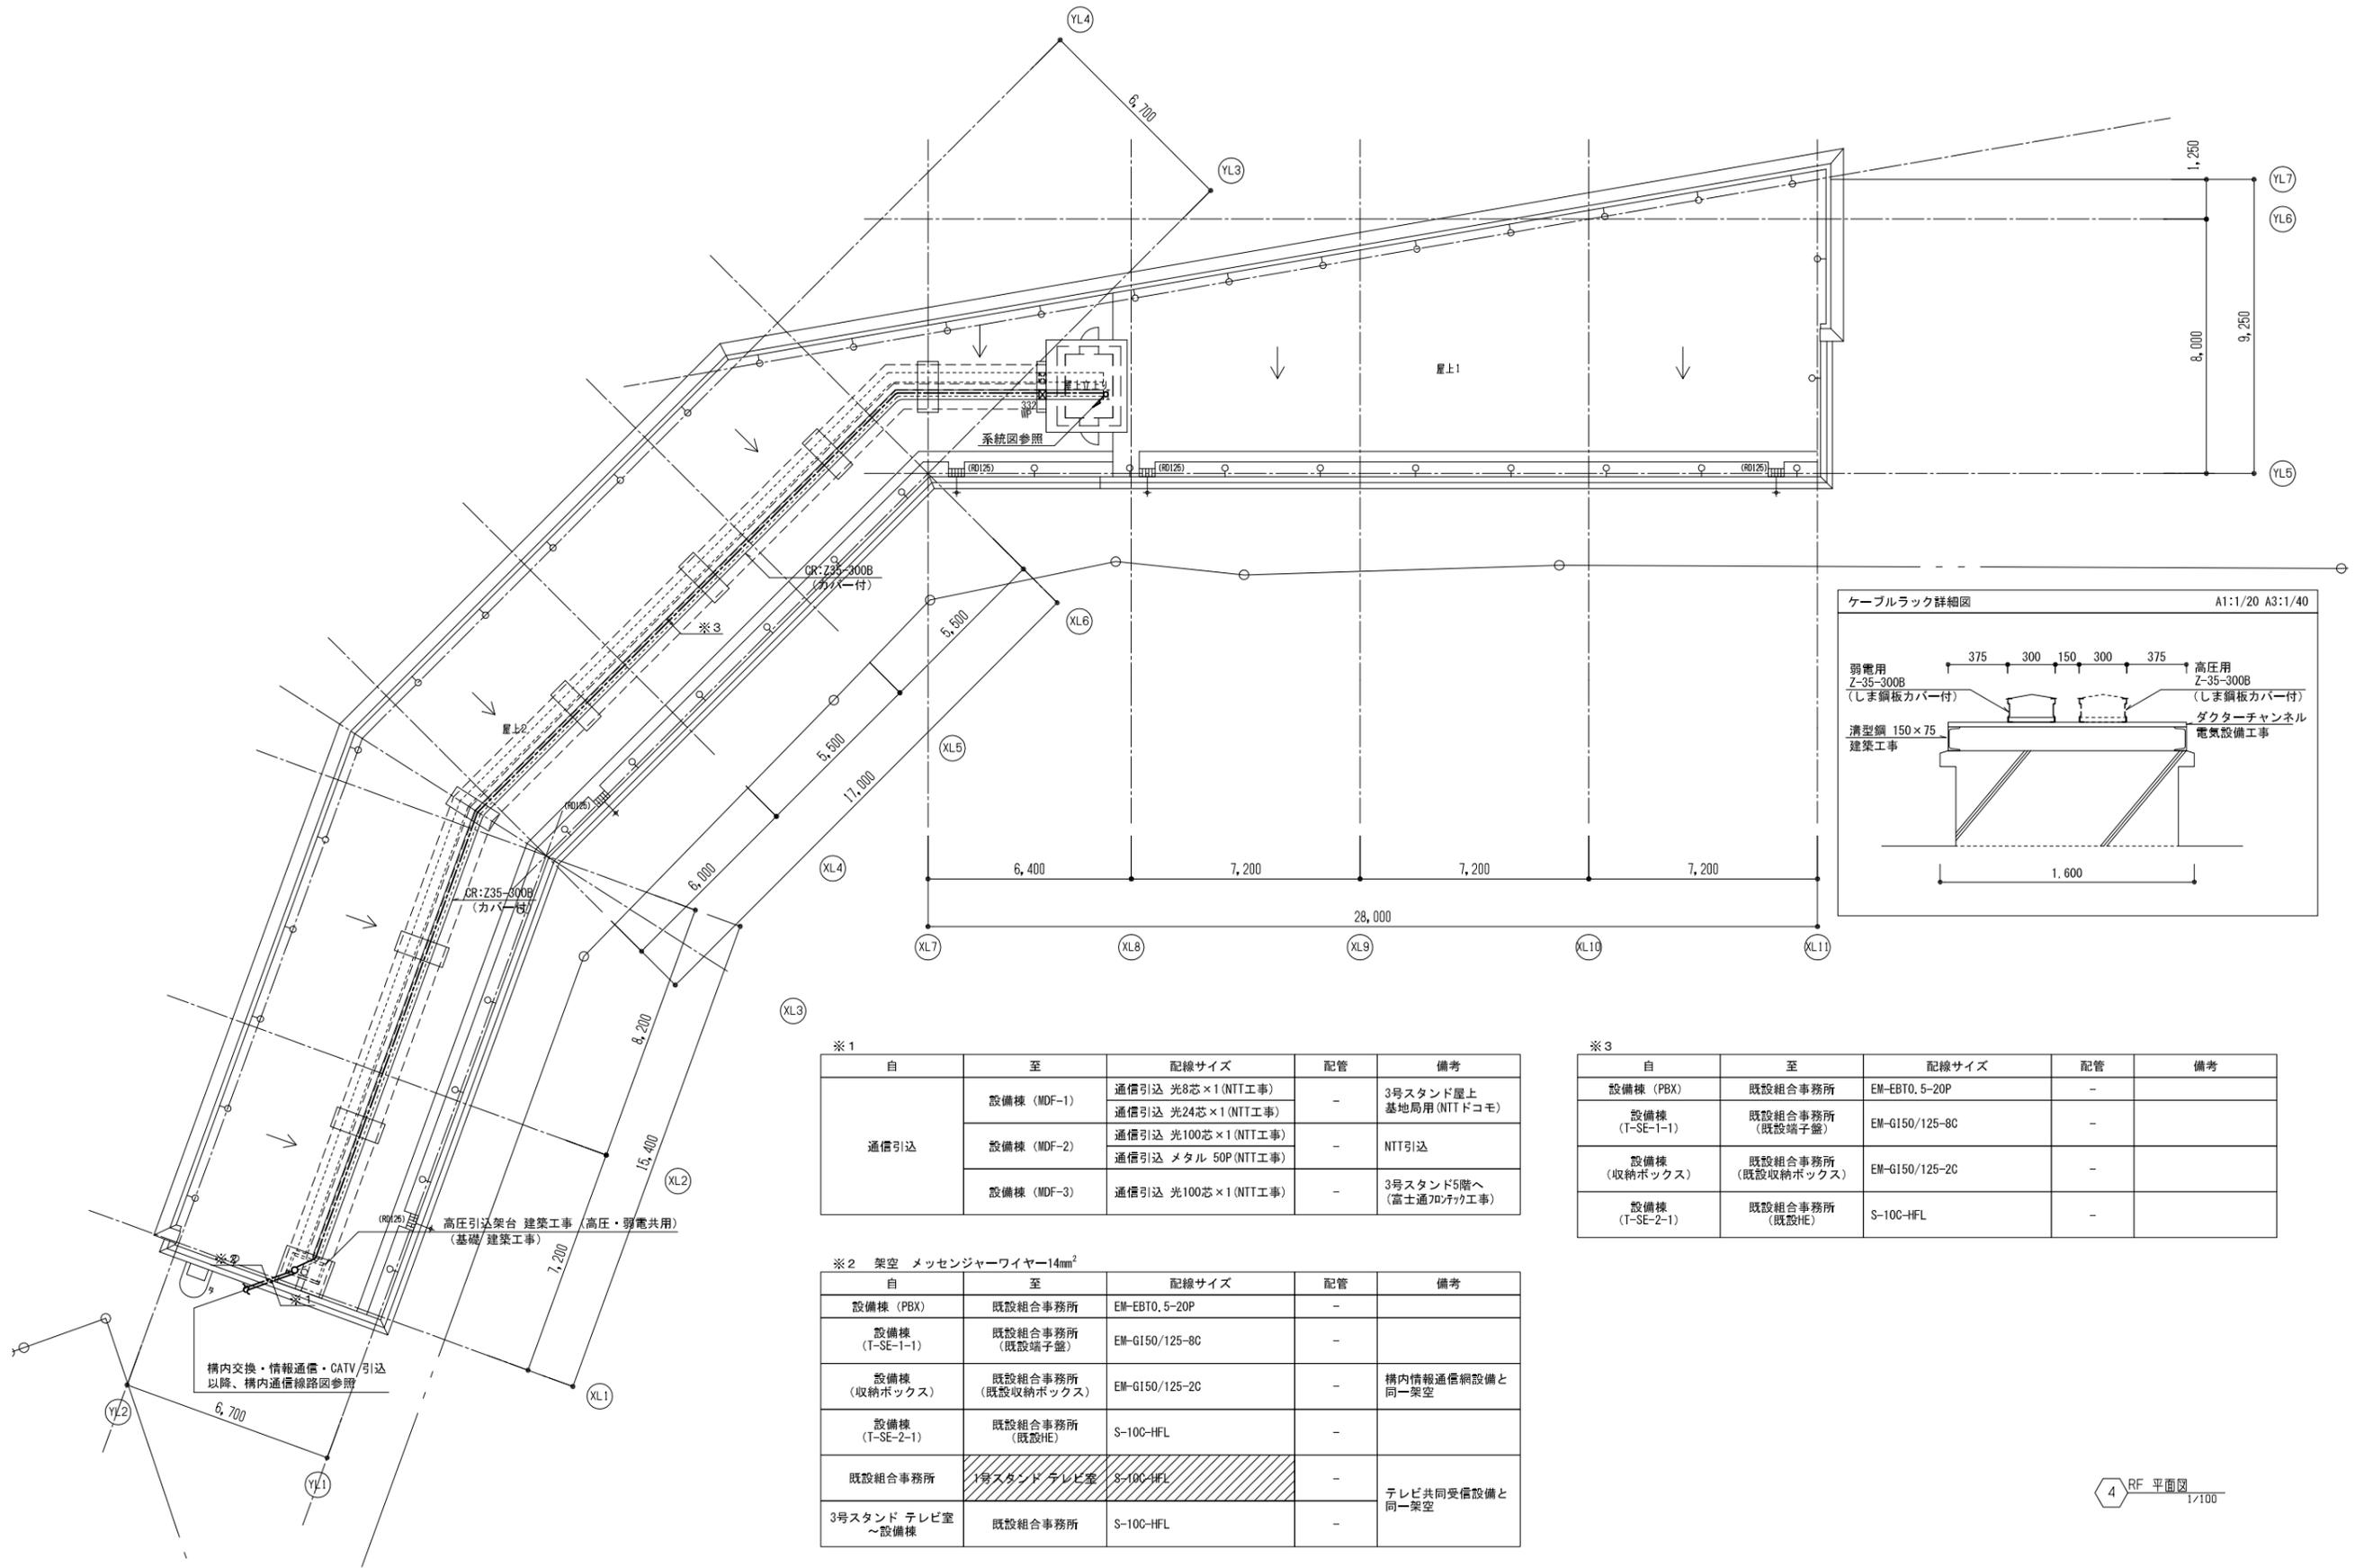 YL4
6,700
YL3
1,250
YL7
YL6
8,000
9,250
屋上1
屋上立上り
332
WP
系統図参照
(RD125)
(RD125)
(RD125)
YL5
CR:Z35-300B
(カバー付)
※3
屋上2
5,500
XL6
5,500
XL5
17,000
(RD125)
6,000
XL4
CR:Z35-300B
(カバー付)
6,400
7,200
7,200
7,200
28,000
XL7
XL8
XL9
XL10
XL11
ケーブルラック詳細図
A1:1/20 A3:1/40
375
300
150
300
375
弱電用
Z-35-300B
(しま鋼板カバー付)
高圧用
Z-35-300B
(しま鋼板カバー付)
溝型鋼 150×75
建築工事
ダクターチャンネル
電気設備工事
1,600
XL3
8,200
15,400
XL2
(RD125)
高圧引込架台 建築工事 (高圧・弱電共用)
(基礎 建築工事)
※2
※1
7,200
構内交換・情報通信・CATV 引込
以降、構内通信線路図参照
XL1
YL2
6,700
YL1
※1
自 至 配線サイズ 配管 備考
通信引込
設備棟 (MDF-1)
通信引込 光8芯×1(NTT工事)
通信引込 光24芯×1(NTT工事)
-
3号スタンド屋上
基地局用(NTTドコモ)
設備棟 (MDF-2)
通信引込 光100芯×1(NTT工事)
通信引込 メタル 50P(NTT工事)
-
NTT引込
設備棟 (MDF-3)
通信引込 光100芯×1(NTT工事)
-
3号スタンド5階へ
(富士通フロンテック工事)
※2 架空 メッセンジャーワイヤー14mm²
自 至 配線サイズ 配管 備考
設備棟 (PBX) 既設組合事務所 EM-EBT0.5-20P -
設備棟
(T-SE-1-1)
既設組合事務所
(既設端子盤)
EM-GI50/125-8C
-
設備棟
(収納ボックス)
既設組合事務所
(既設収納ボックス)
EM-GI50/125-2C
-
構内情報通信網設備と
同一架空
設備棟
(T-SE-2-1)
既設組合事務所
(既設HE)
S-10C-HFL
-
既設組合事務所
1号スタンド テレビ室
S-10C-HFL
-
テレビ共同受信設備と
同一架空
3号スタンド テレビ室
~設備棟
既設組合事務所
S-10C-HFL
-
※3
自 至 配線サイズ 配管 備考
設備棟 (PBX) 既設組合事務所 EM-EBT0.5-20P -
設備棟
(T-SE-1-1)
既設組合事務所
(既設端子盤)
EM-GI50/125-8C
-
設備棟
(収納ボックス)
既設組合事務所
(既設収納ボックス)
EM-GI50/125-2C
-
設備棟
(T-SE-2-1)
既設組合事務所
(既設HE)
S-10C-HFL
-
4
RF 平面図
1/100